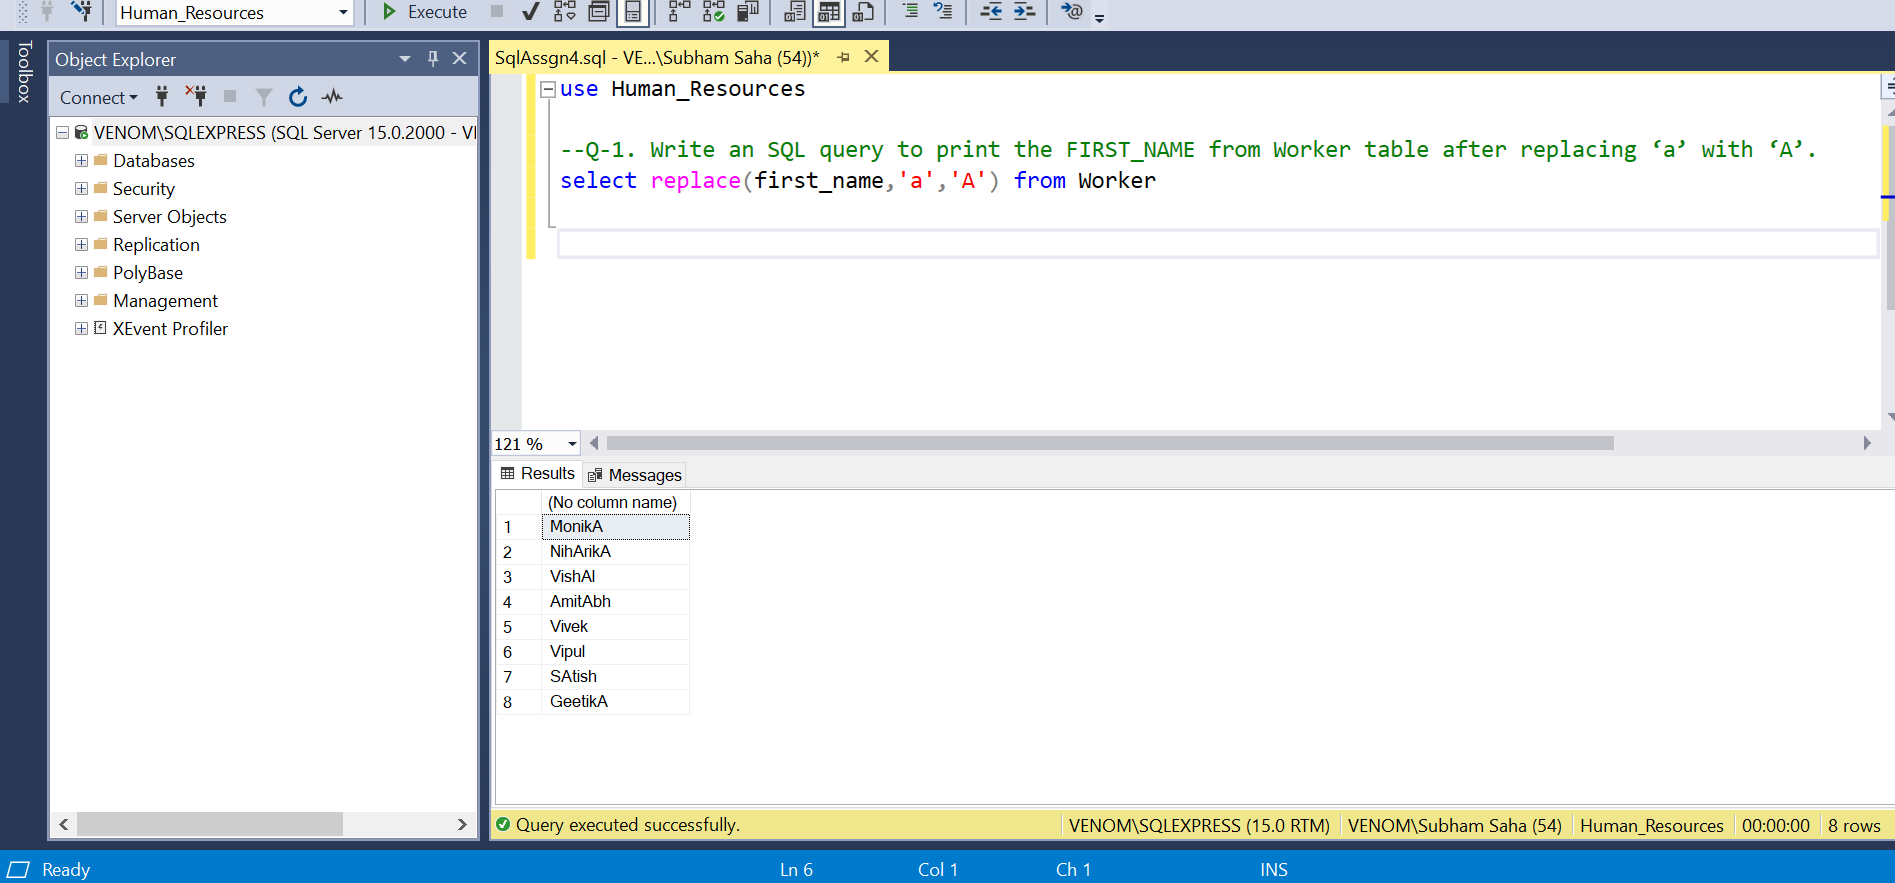 Human_Resources
Execute
Toolbox
Object Explorer
SqlAssgn4.sql - VE...\Subham Saha (54))*
Connect
VENOM\SQLEXPRESS (SQL Server 15.0.2000 - VI
Databases
Security
Server Objects
Replication
PolyBase
Management
XEvent Profiler
use Human_Resources
--Q-1. Write an SQL query to print the FIRST_NAME from Worker table after replacing ‘a’ with ‘A’.
select replace(first_name,'a','A') from Worker
121 %
Results Messages
(No column name)
1 MonikA
2 NihArikA
3 VishAl
4 AmitAbh
5 Vivek
6 Vipul
7 SAtish
8 GeetikA
Query executed successfully. VENOM\SQLEXPRESS (15.0 RTM) VENOM\Subham Saha (54) Human_Resources 00:00:00 8 rows
Ready Ln 6 Col 1 Ch 1 INS